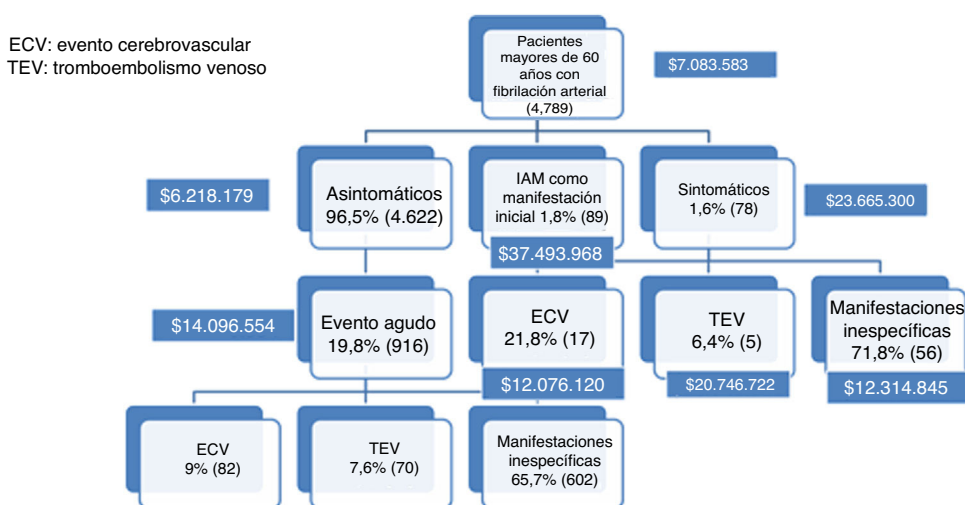 ECV: evento cerebrovascular
TEV: tromboembolismo venoso
Pacientes
mayores de 60
años con
fibrilación arterial
(4,789)
$7.083.583
$6.218.179
Asintomáticos
96,5% (4.622)
IAM como
manifestación
inicial 1,8% (89)
Sintomáticos
1,6% (78)
$23.665.300
$37.493.968
$14.096.554
Evento agudo
19,8% (916)
ECV
21,8% (17)
TEV
6,4% (5)
Manifestaciones
inespecíficas
71,8% (56)
$12.076.120
$20.746.722
$12.314.845
ECV
9% (82)
TEV
7,6% (70)
Manifestaciones
inespecíficas
65,7% (602)